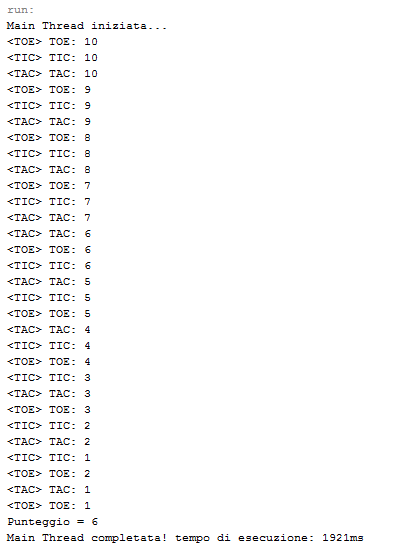 run:
Main Thread iniziata...
<TOE> TOE: 10
<TIC> TIC: 10
<TAC> TAC: 10
<TOE> TOE: 9
<TIC> TIC: 9
<TAC> TAC: 9
<TOE> TOE: 8
<TIC> TIC: 8
<TAC> TAC: 8
<TOE> TOE: 7
<TIC> TIC: 7
<TAC> TAC: 7
<TAC> TAC: 6
<TOE> TOE: 6
<TIC> TIC: 6
<TAC> TAC: 5
<TIC> TIC: 5
<TOE> TOE: 5
<TAC> TAC: 4
<TIC> TIC: 4
<TOE> TOE: 4
<TIC> TIC: 3
<TAC> TAC: 3
<TOE> TOE: 3
<TIC> TIC: 2
<TAC> TAC: 2
<TIC> TIC: 1
<TOE> TOE: 2
<TAC> TAC: 1
<TOE> TOE: 1
Punteggio = 6
Main Thread completata! tempo di esecuzione: 1921ms